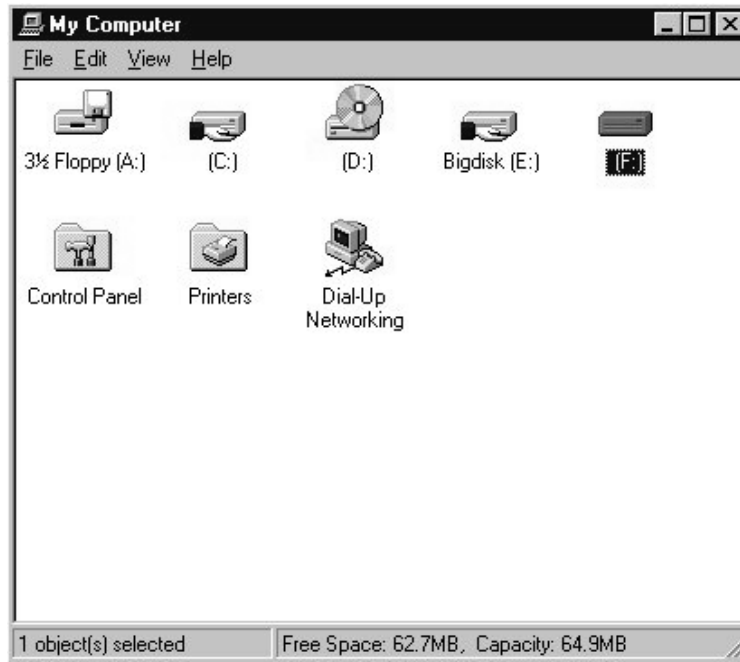 My Computer
File Edit View Help
3½ Floppy (A:) (C:) (D:) Bigdisk (E:) (F:)
Control Panel Printers Dial-Up
Networking
1 object(s) selected Free Space: 62.7MB, Capacity: 64.9MB